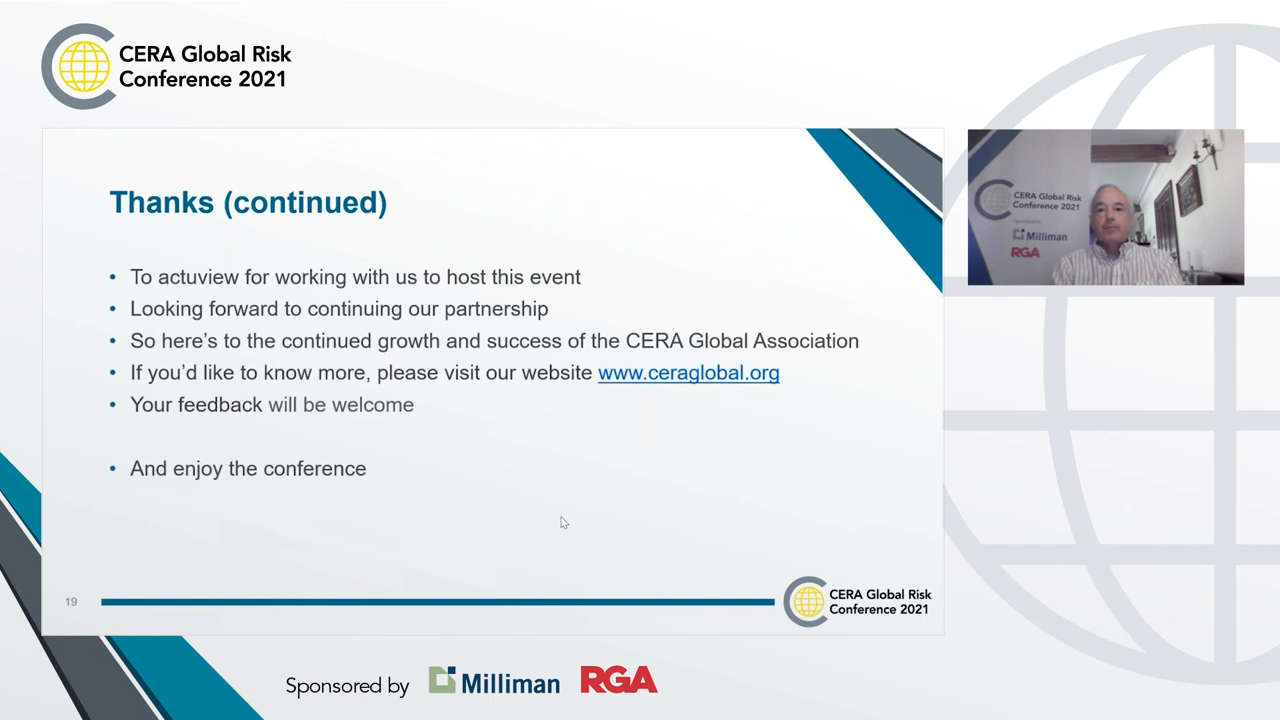 CERA Global Risk
Conference 2021
Thanks (continued)
• To actuview for working with us to host this event
• Looking forward to continuing our partnership
• So here’s to the continued growth and success of the CERA Global Association
• If you’d like to know more, please visit our website www.ceraglobal.org
• Your feedback will be welcome
• And enjoy the conference
19
CERA Global Risk
Conference 2021
CERA Global Risk
Conference 2021
Milliman
RGA
Sponsored by Milliman RGA